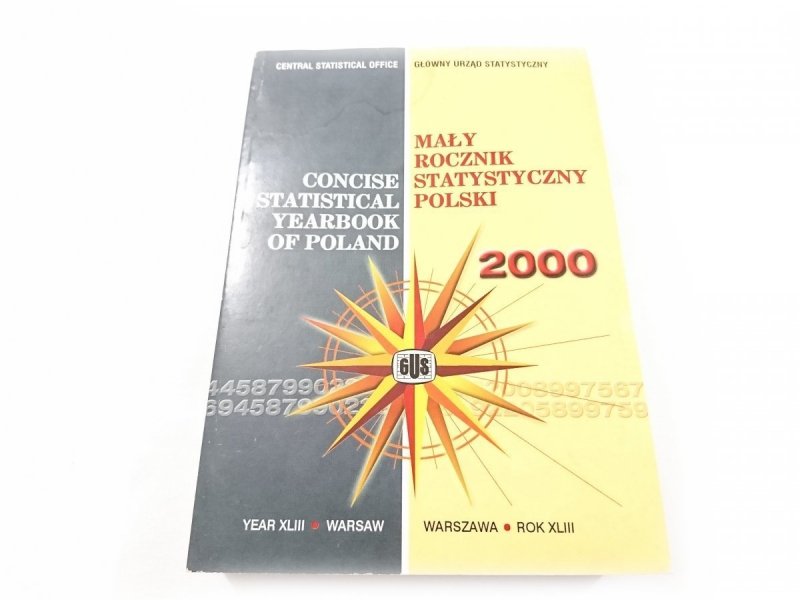 CENTRAL STATISTICAL OFFICE
GŁÓWNY URZĄD STATYSTYCZNY
CONCISE
STATISTICAL
YEARBOOK
OF POLAND
MAŁY
ROCZNIK
STATYSTYCZNY
POLSKI
2000
GUS
YEAR XLIII • WARSAW
WARSZAWA • ROK XLIII